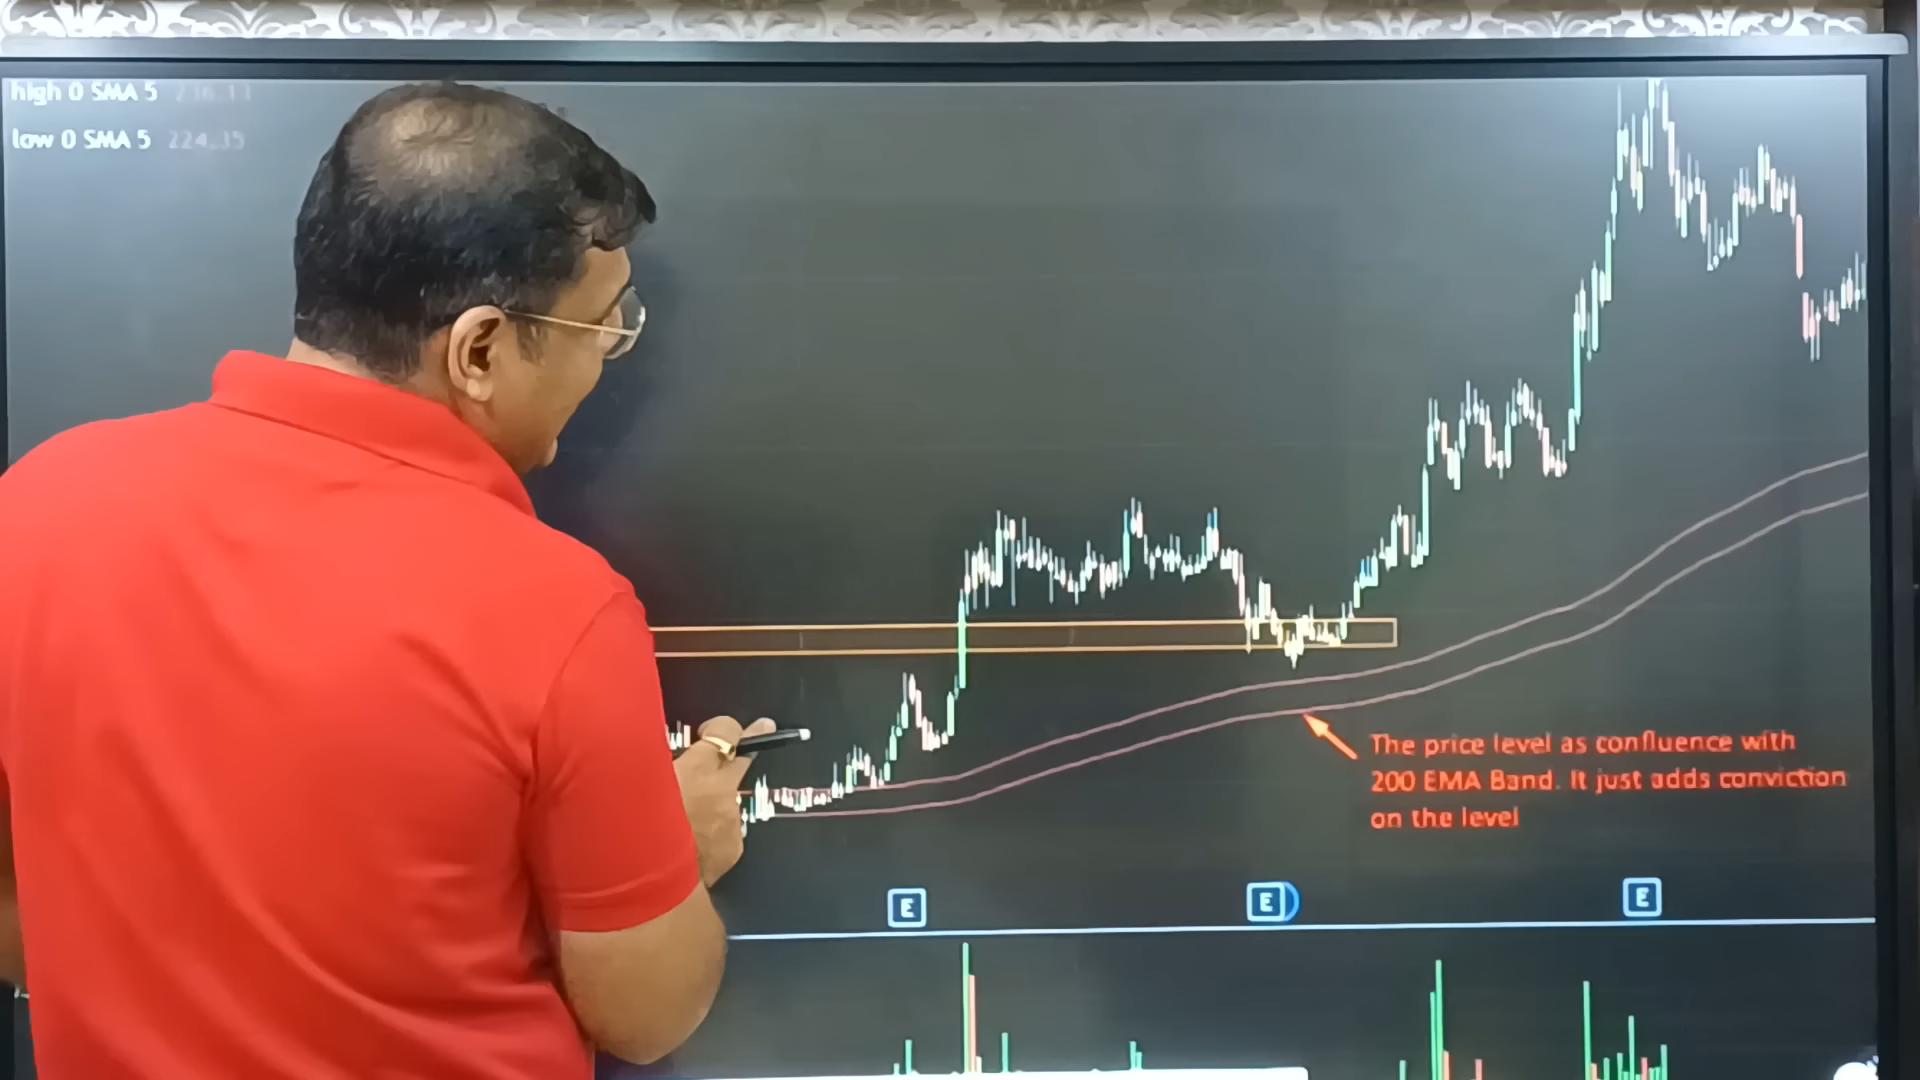 high 0 SMA 5
low 0 SMA 5 224.35
The price level as confluence with
200 EMA Band. It just adds conviction
on the level
E
E
E